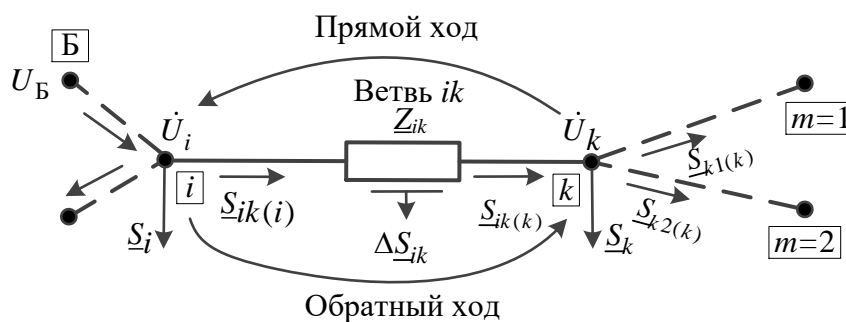 Прямой ход
Б
U_Б
Ветвь ik
Z_ik
U̇_i
U̇_k
m=1
i
S_ik(i)
k
S_ik(k)
S_k1(k)
S_k2(k)
S_i
ΔS_ik
S_k
m=2
Обратный ход